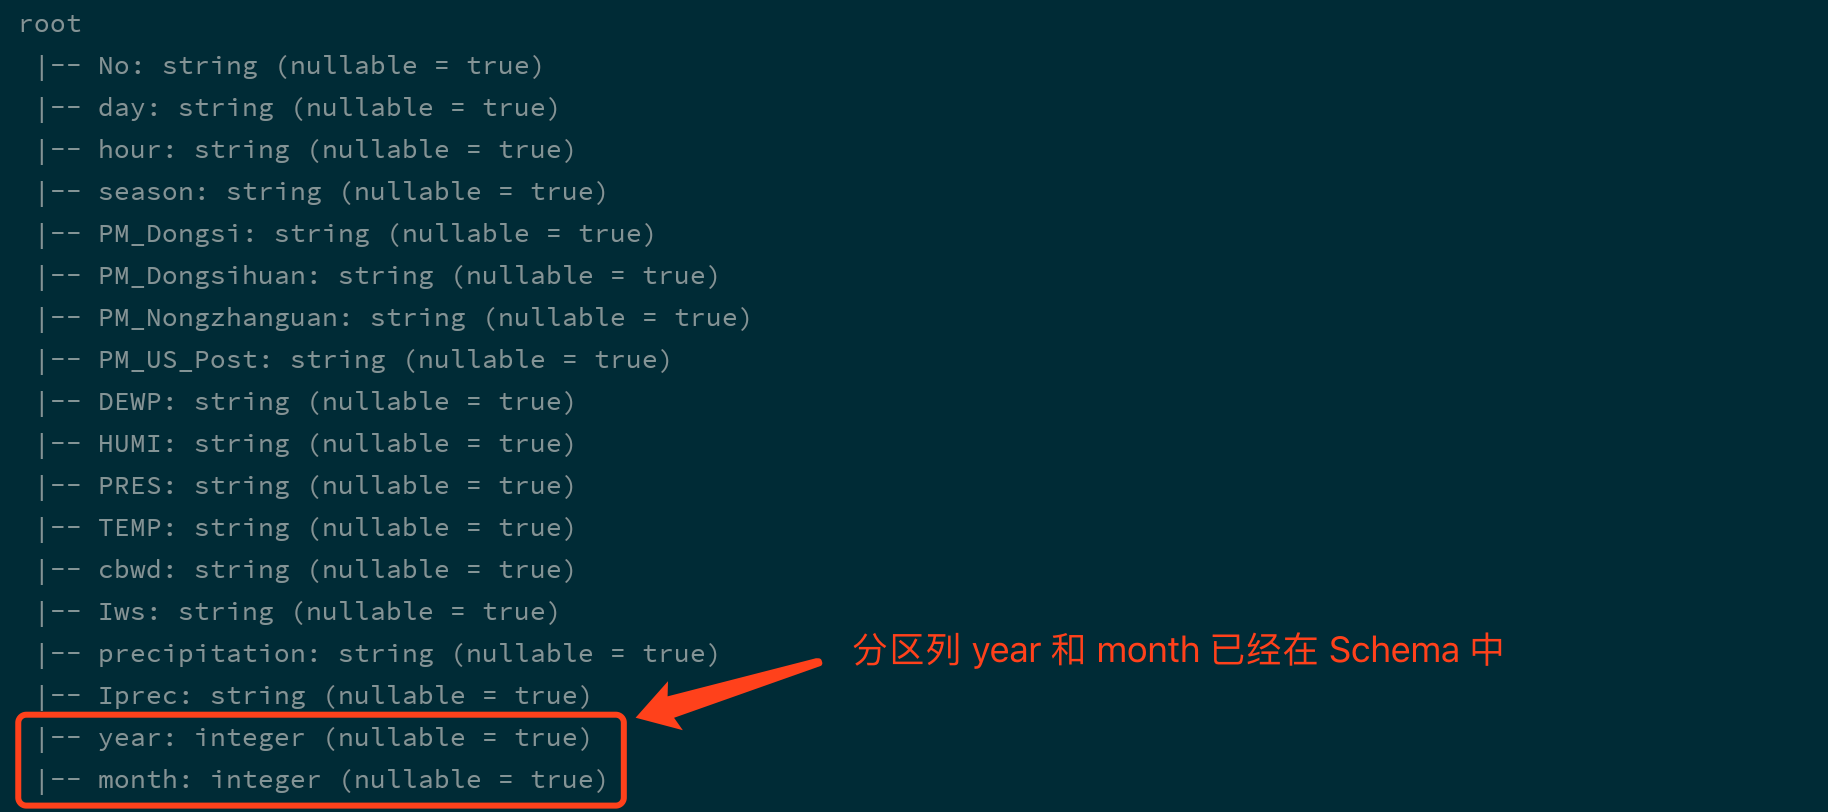 root
 |-- No: string (nullable = true)
 |-- day: string (nullable = true)
 |-- hour: string (nullable = true)
 |-- season: string (nullable = true)
 |-- PM_Dongsi: string (nullable = true)
 |-- PM_Dongsihuan: string (nullable = true)
 |-- PM_Nongzhanguan: string (nullable = true)
 |-- PM_US_Post: string (nullable = true)
 |-- DEWP: string (nullable = true)
 |-- HUMI: string (nullable = true)
 |-- PRES: string (nullable = true)
 |-- TEMP: string (nullable = true)
 |-- cbwd: string (nullable = true)
 |-- Iws: string (nullable = true)
 |-- precipitation: string (nullable = true)
分区列 year 和 month 已经在 Schema 中
 |-- Iprec: string (nullable = true)
 |-- year: integer (nullable = true)
 |-- month: integer (nullable = true)